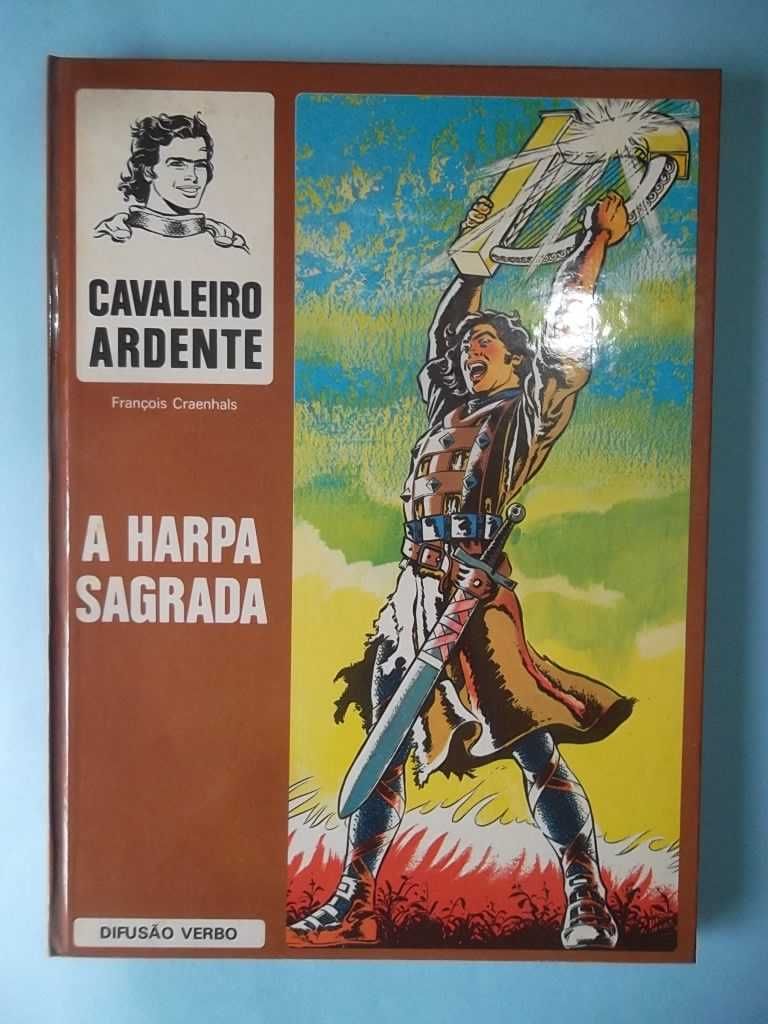 CAVALEIRO
ARDENTE
François Craenhals
A HARPA
SAGRADA
DIFUSÃO VERBO